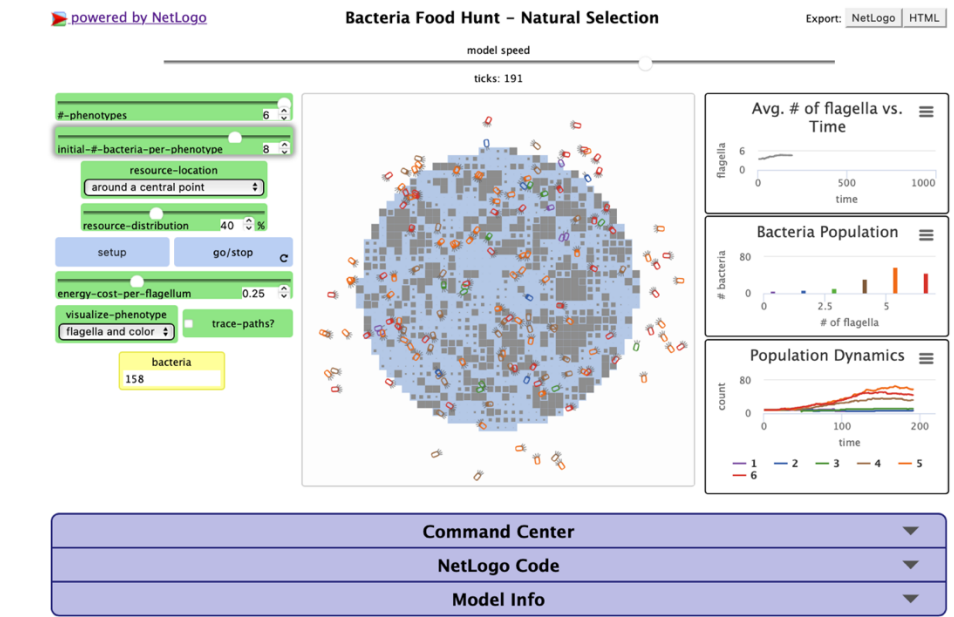 powered by NetLogo
Bacteria Food Hunt - Natural Selection
Export: NetLogo HTML
model speed
ticks: 191
#-phenotypes 6
initial-#-bacteria-per-phenotype 8
resource-location
around a central point
resource-distribution 40 %
setup
go/stop
energy-cost-per-flagellum 0.25
visualize-phenotype
flagella and color
trace-paths?
bacteria
158
Avg. # of flagella vs.
Time
flagella
6
0
0 500 1000
time
Bacteria Population
# bacteria
80
0
0 2.5 5
# of flagella
Population Dynamics
count
80
0
0 100 200
time
1 2 3 4 5
6
Command Center
NetLogo Code
Model Info